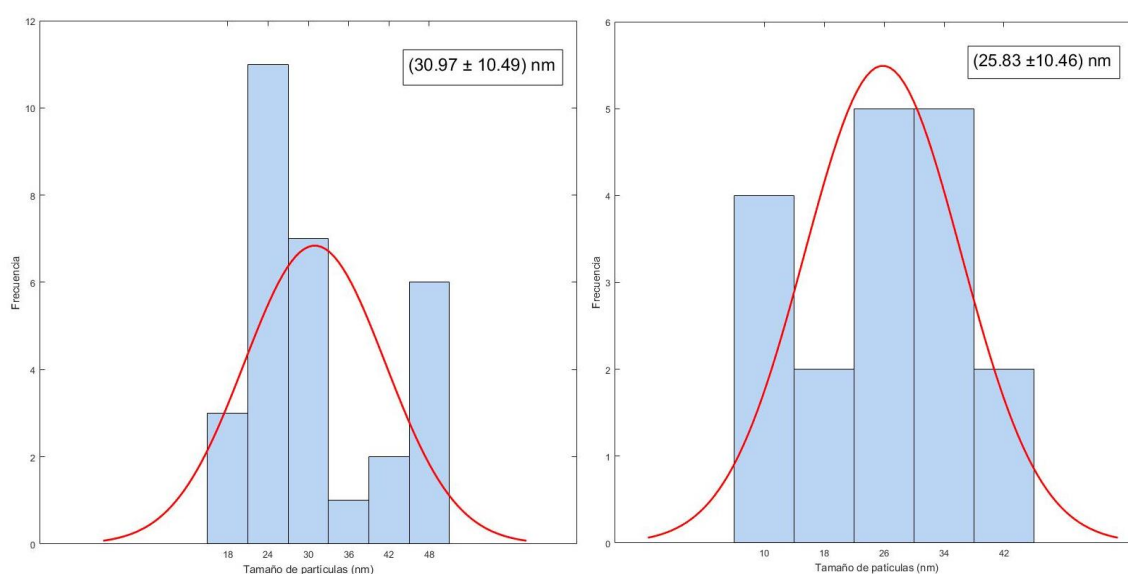 12
10
8
6
4
2
0
Frecuencia
(30.97 ± 10.49) nm
18 24 30 36 42 48
Tamaño de particulas (nm)
6
5
4
3
2
1
0
Frecuencia
(25.83 ±10.46) nm
10 18 26 34 42
Tamaño de paticulas (nm)